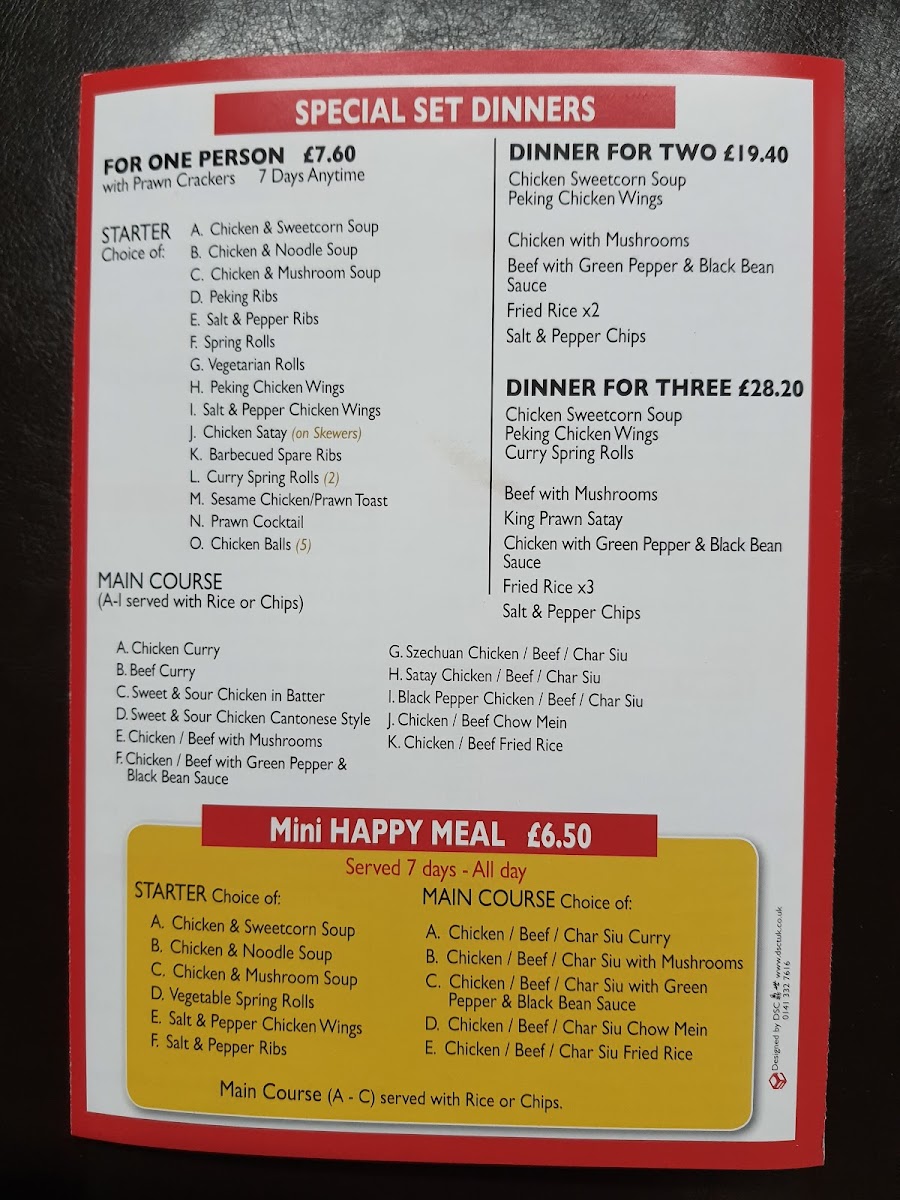 SPECIAL SET DINNERS
FOR ONE PERSON £7.60
with Prawn Crackers 7 Days Anytime
STARTER
Choice of:
A. Chicken & Sweetcorn Soup
B. Chicken & Noodle Soup
C. Chicken & Mushroom Soup
D. Peking Ribs
E. Salt & Pepper Ribs
F. Spring Rolls
G. Vegetarian Rolls
H. Peking Chicken Wings
I. Salt & Pepper Chicken Wings
J. Chicken Satay (on Skewers)
K. Barbecued Spare Ribs
L. Curry Spring Rolls (2)
M. Sesame Chicken/Prawn Toast
N. Prawn Cocktail
O. Chicken Balls (5)
DINNER FOR TWO £19.40
Chicken Sweetcorn Soup
Peking Chicken Wings
Chicken with Mushrooms
Beef with Green Pepper & Black Bean
Sauce
Fried Rice x2
Salt & Pepper Chips
DINNER FOR THREE £28.20
Chicken Sweetcorn Soup
Peking Chicken Wings
Curry Spring Rolls
Beef with Mushrooms
King Prawn Satay
Chicken with Green Pepper & Black Bean
Sauce
Fried Rice x3
Salt & Pepper Chips
MAIN COURSE
(A-I served with Rice or Chips)
A. Chicken Curry
B. Beef Curry
C. Sweet & Sour Chicken in Batter
D. Sweet & Sour Chicken Cantonese Style
E. Chicken / Beef with Mushrooms
F. Chicken / Beef with Green Pepper &
Black Bean Sauce
G. Szechuan Chicken / Beef / Char Siu
H. Satay Chicken / Beef / Char Siu
I. Black Pepper Chicken / Beef / Char Siu
J. Chicken / Beef Chow Mein
K. Chicken / Beef Fried Rice
Mini HAPPY MEAL £6.50
Served 7 days - All day
STARTER Choice of:
A. Chicken & Sweetcorn Soup
B. Chicken & Noodle Soup
C. Chicken & Mushroom Soup
D. Vegetable Spring Rolls
E. Salt & Pepper Chicken Wings
F. Salt & Pepper Ribs
MAIN COURSE Choice of:
A. Chicken / Beef / Char Siu Curry
B. Chicken / Beef / Char Siu with Mushrooms
C. Chicken / Beef / Char Siu with Green
Pepper & Black Bean Sauce
D. Chicken / Beef / Char Siu Chow Mein
E. Chicken / Beef / Char Siu Fried Rice
Main Course (A - C) served with Rice or Chips.
Designed by DSC www.dsctuk.co.uk
0141 332 7616